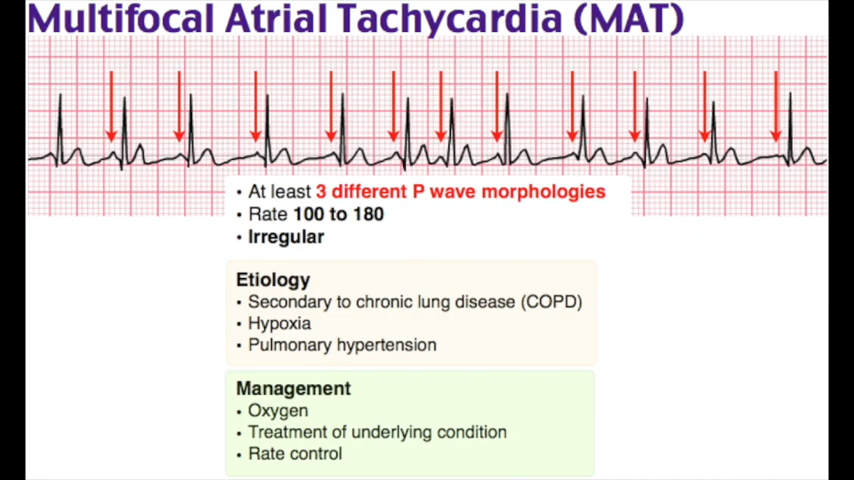 Multifocal Atrial Tachycardia (MAT)
• At least 3 different P wave morphologies
• Rate 100 to 180
• Irregular
Etiology
• Secondary to chronic lung disease (COPD)
• Hypoxia
• Pulmonary hypertension
Management
• Oxygen
• Treatment of underlying condition
• Rate control